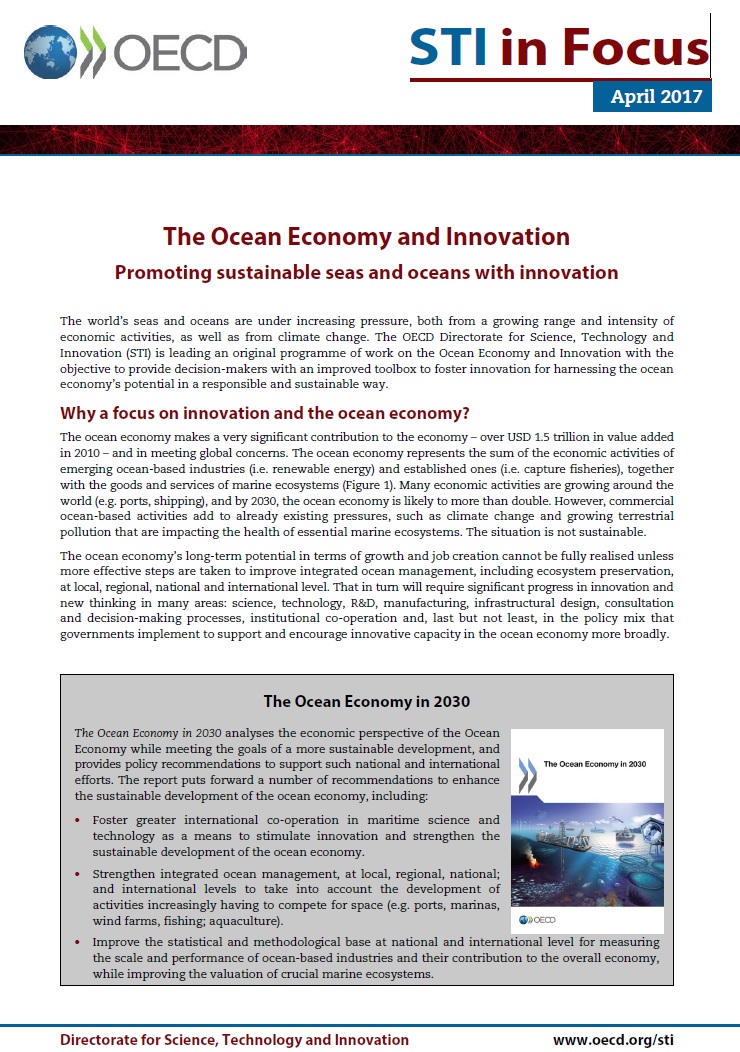 OECD
STI in Focus
April 2017
The Ocean Economy and Innovation
Promoting sustainable seas and oceans with innovation
The world's seas and oceans are under increasing pressure, both from a growing range and intensity of
economic activities, as well as from climate change. The OECD Directorate for Science, Technology and
Innovation (STI) is leading an original programme of work on the Ocean Economy and Innovation with the
objective to provide decision-makers with an improved toolbox to foster innovation for harnessing the ocean
economy's potential in a responsible and sustainable way.
Why a focus on innovation and the ocean economy?
The ocean economy makes a very significant contribution to the economy – over USD 1.5 trillion in value added
in 2010 – and in meeting global concerns. The ocean economy represents the sum of the economic activities of
emerging ocean-based industries (i.e. renewable energy) and established ones (i.e. capture fisheries), together
with the goods and services of marine ecosystems (Figure 1). Many economic activities are growing around the
world (e.g. ports, shipping), and by 2030, the ocean economy is likely to more than double. However, commercial
ocean-based activities add to already existing pressures, such as climate change and growing terrestrial
pollution that are impacting the health of essential marine ecosystems. The situation is not sustainable.
The ocean economy's long-term potential in terms of growth and job creation cannot be fully realised unless
more effective steps are taken to improve integrated ocean management, including ecosystem preservation,
at local, regional, national and international level. That in turn will require significant progress in innovation and
new thinking in many areas: science, technology, R&D, manufacturing, infrastructural design, consultation
and decision-making processes, institutional co-operation and, last but not least, in the policy mix that
governments implement to support and encourage innovative capacity in the ocean economy more broadly.
The Ocean Economy in 2030
The Ocean Economy in 2030 analyses the economic perspective of the Ocean
Economy while meeting the goals of a more sustainable development, and
provides policy recommendations to support such national and international
efforts. The report puts forward a number of recommendations to enhance
the sustainable development of the ocean economy, including:
• Foster greater international co-operation in maritime science and
technology as a means to stimulate innovation and strengthen the
sustainable development of the ocean economy.
• Strengthen integrated ocean management, at local, regional, national;
and international levels to take into account the development of
activities increasingly having to compete for space (e.g. ports, marinas,
wind farms, fishing; aquaculture).
• Improve the statistical and methodological base at national and international level for measuring
the scale and performance of ocean-based industries and their contribution to the overall economy,
while improving the valuation of crucial marine ecosystems.
The Ocean Economy in 2030
OECD
Directorate for Science, Technology and Innovation
www.oecd.org/sti